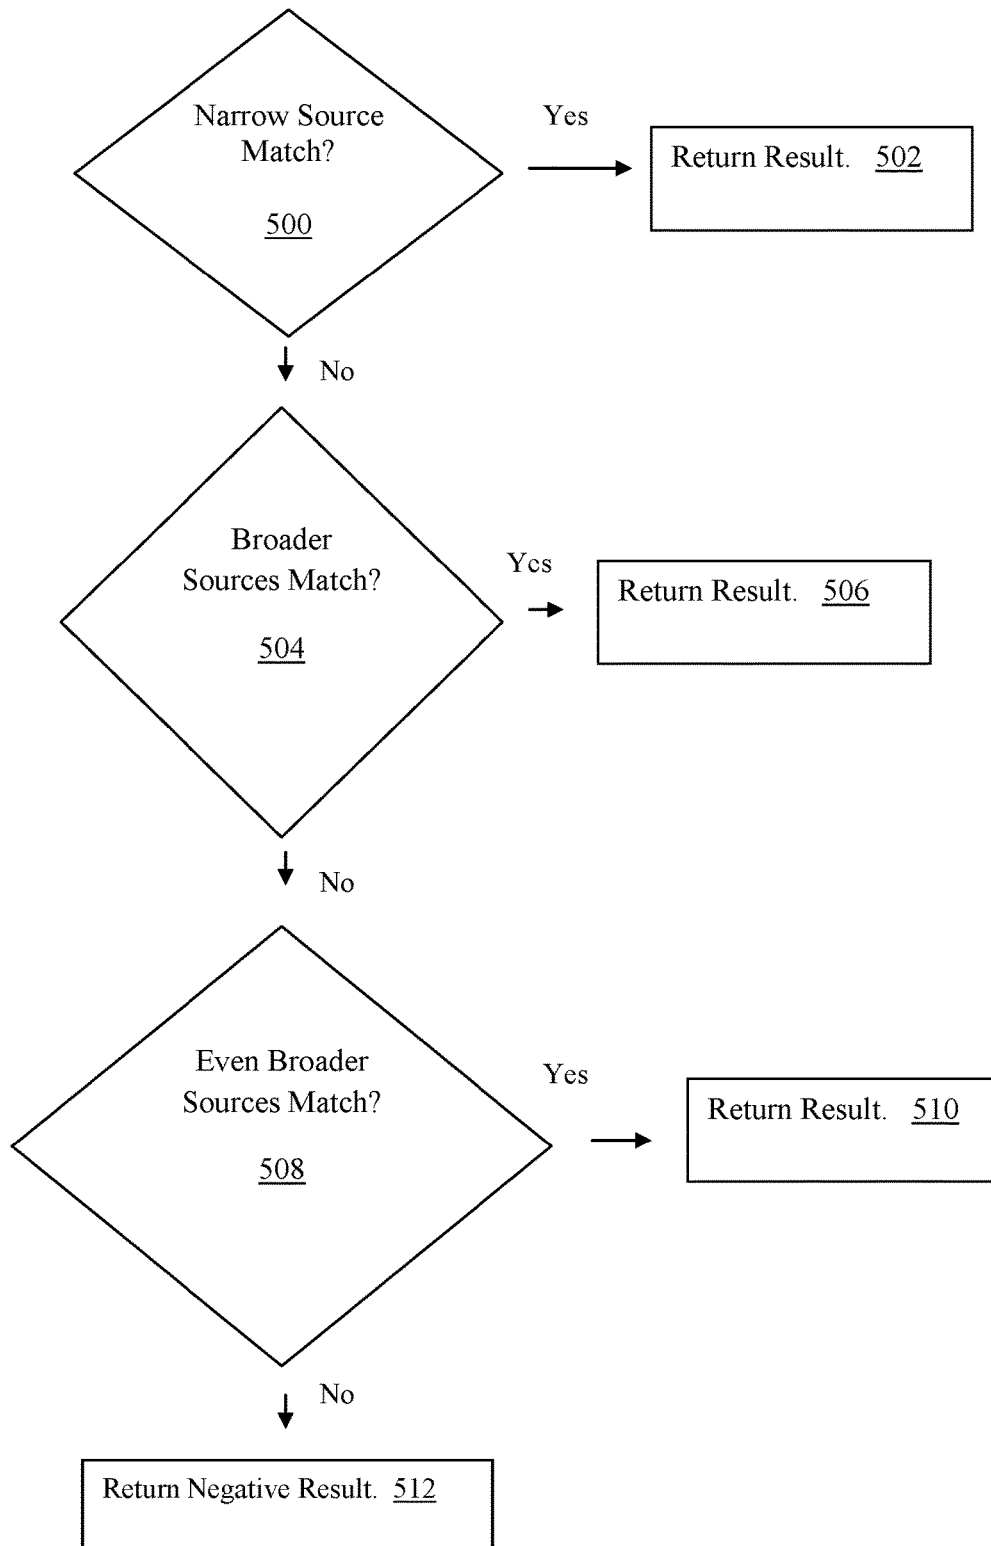 Narrow Source
Match?
500
Yes
Return Result. 502
No
Broader
Sources Match?
504
Yes
Return Result. 506
No
Even Broader
Sources Match?
508
Yes
Return Result. 510
No
Return Negative Result. 512